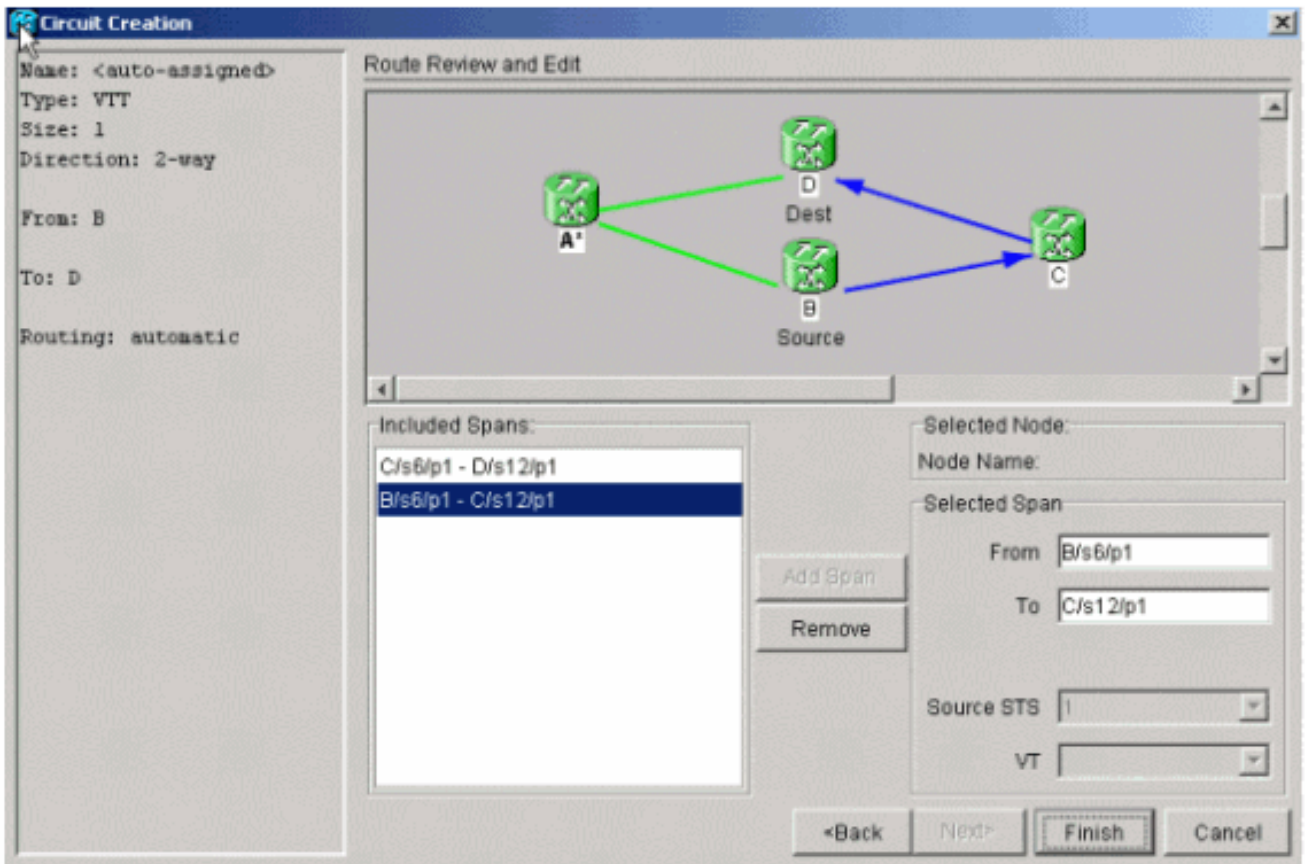 Circuit Creation
Name: <auto-assigned>
Type: VTT
Size: 1
Direction: 2-way
From: B
To: D
Routing: automatic
Route Review and Edit
D
Dest
A'
C
B
Source
Included Spans:
C/s6/p1 - D/s12/p1
B/s6/p1 - C/s12/p1
Add Span
Remove
Selected Node:
Node Name:
Selected Span
From B/s6/p1
To C/s12/p1
Source STS 1
VT
<Back Next> Finish Cancel